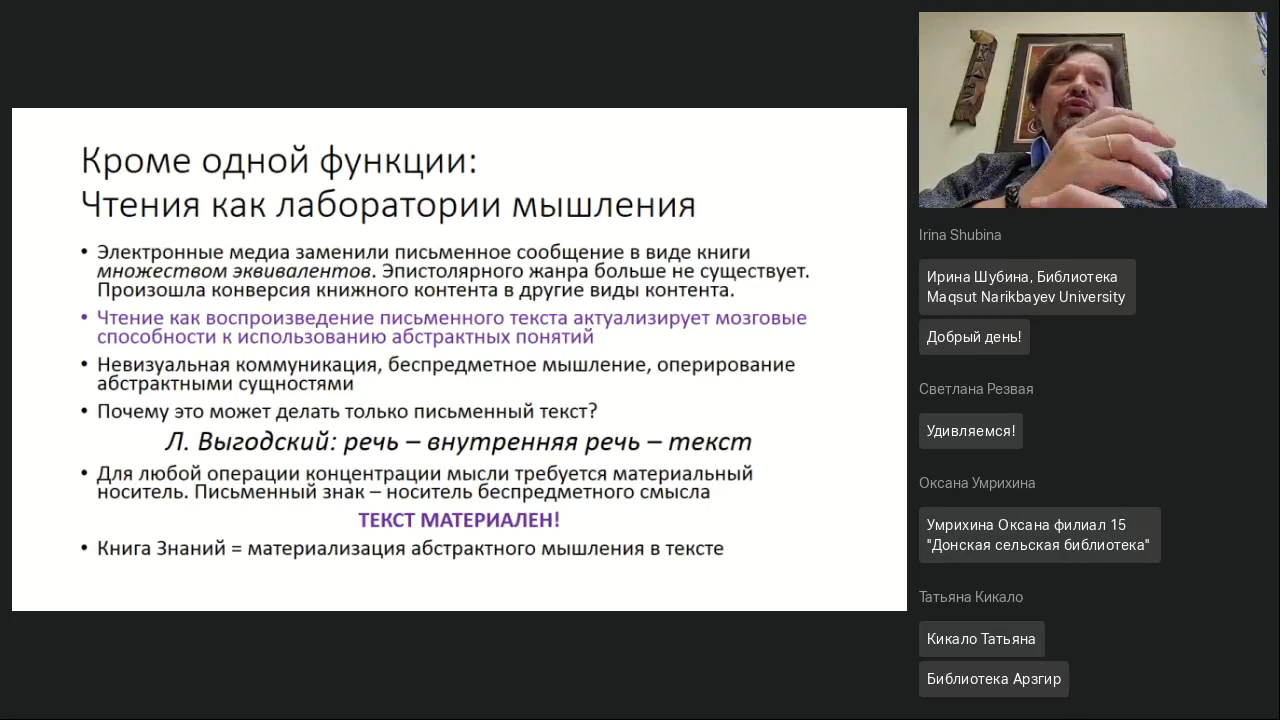 Кроме одной функции:
Чтения как лаборатории мышления
• Электронные медиа заменили письменное сообщение в виде книги
множеством эквивалентов. Эпистолярного жанра больше не существует.
Произошла конверсия книжного контента в другие виды контента.
• Чтение как воспроизведение письменного текста актуализирует мозговые
способности к использованию абстрактных понятий
• Невизуальная коммуникация, беспредметное мышление, оперирование
абстрактными сущностями
• Почему это может делать только письменный текст?
Л. Выгодский: речь – внутренняя речь – текст
• Для любой операции концентрации мысли требуется материальный
носитель. Письменный знак – носитель беспредметного смысла
ТЕКСТ МАТЕРИАЛЕН!
• Книга Знаний = материализация абстрактного мышления в тексте
Irina Shubina
Ирина Шубина, Библиотека
Maqsut Narikbayev University
Добрый день!
Светлана Резвая
Удивляемся!
Оксана Умрихина
Умрихина Оксана филиал 15
"Донская сельская библиотека"
Татьяна Кикало
Кикало Татьяна
Библиотека Арзгир